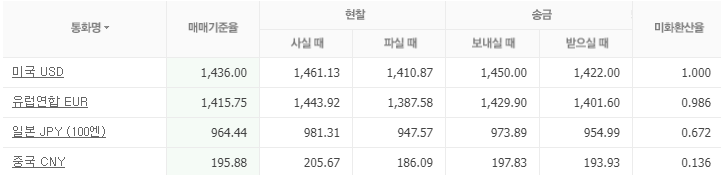 통화명 매매기준율 현찰 송금 미화환산율
사실 때 파실 때 보내실 때 받으실 때
미국 USD 1,436.00 1,461.13 1,410.87 1,450.00 1,422.00 1.000
유럽연합 EUR 1,415.75 1,443.92 1,387.58 1,429.90 1,401.60 0.986
일본 JPY (100엔) 964.44 981.31 947.57 973.89 954.99 0.672
중국 CNY 195.88 205.67 186.09 197.83 193.93 0.136